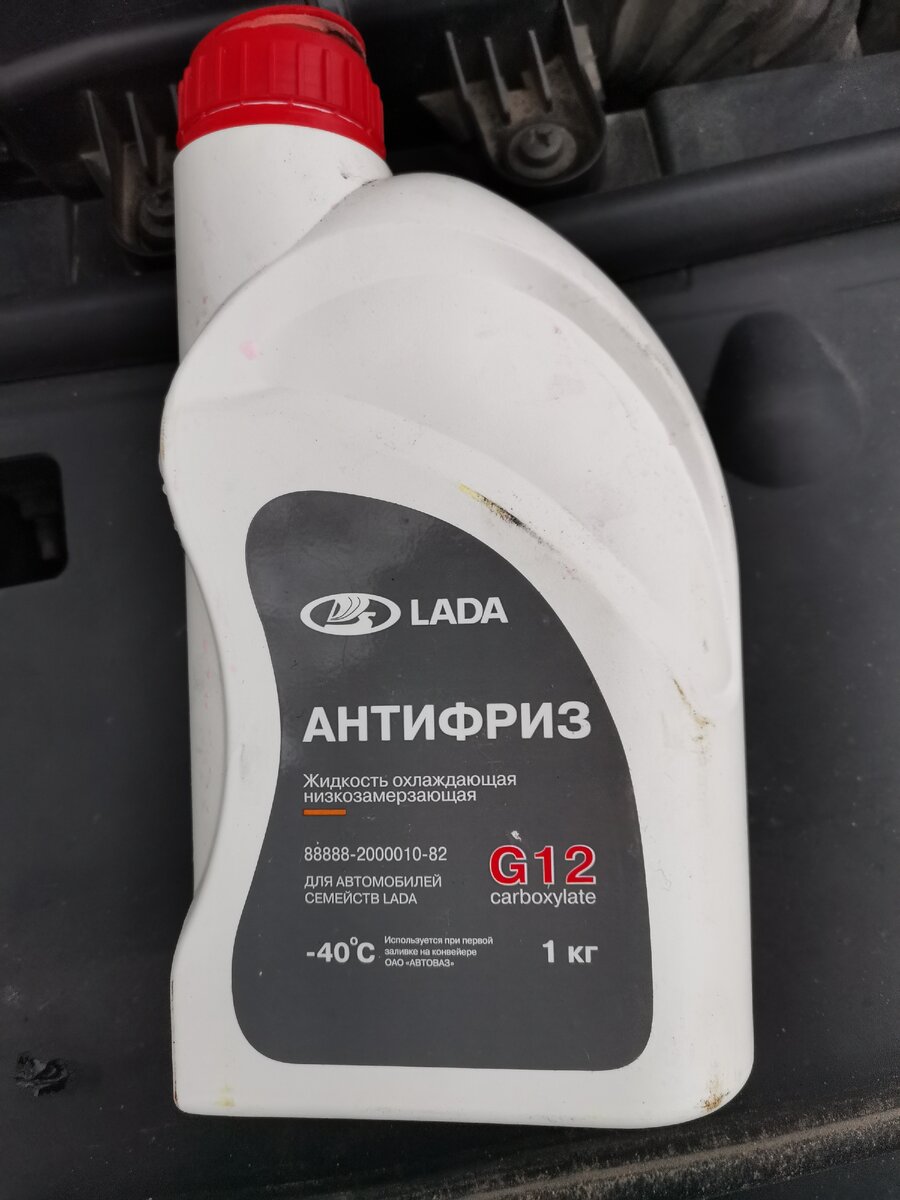 LADA
АНТИФРИЗ
Жидкость охлаждающая
низкозамерзающая
88888-2000010-82
ДЛЯ АВТОМОБИЛЕЙ
СЕМЕЙСТВ LADA
G12
carboxylate
-40°C
Используется при первой
заливке на конвейере
ОАО «АВТОВАЗ»
1 кг